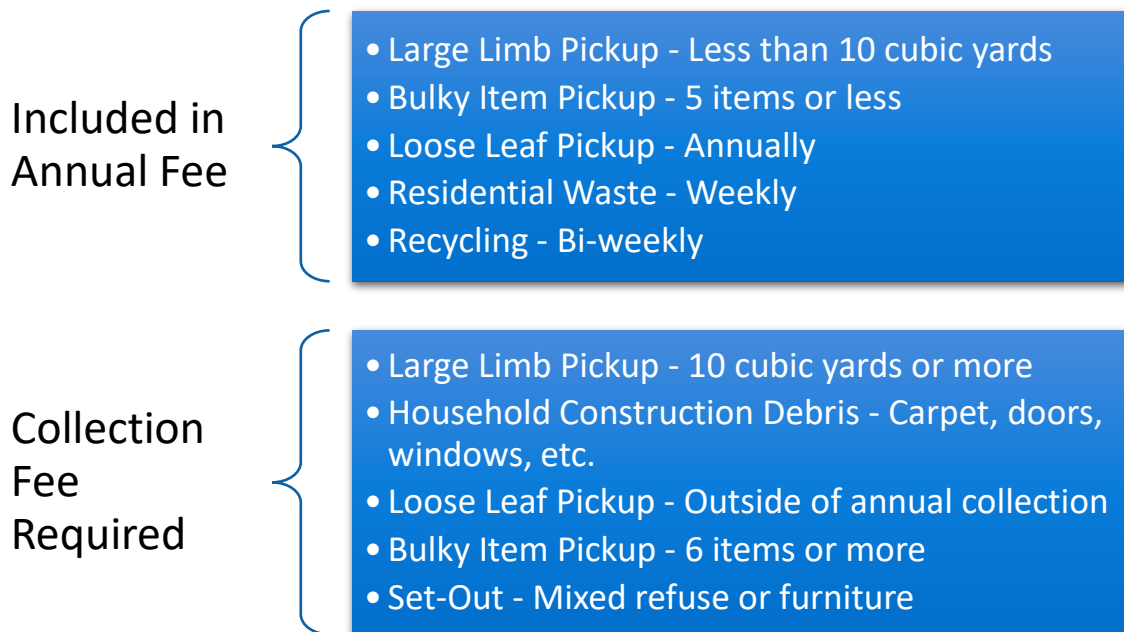 Included in
Annual Fee
• Large Limb Pickup - Less than 10 cubic yards
• Bulky Item Pickup - 5 items or less
• Loose Leaf Pickup - Annually
• Residential Waste - Weekly
• Recycling - Bi-weekly
Collection
Fee
Required
• Large Limb Pickup - 10 cubic yards or more
• Household Construction Debris - Carpet, doors,
windows, etc.
• Loose Leaf Pickup - Outside of annual collection
• Bulky Item Pickup - 6 items or more
• Set-Out - Mixed refuse or furniture